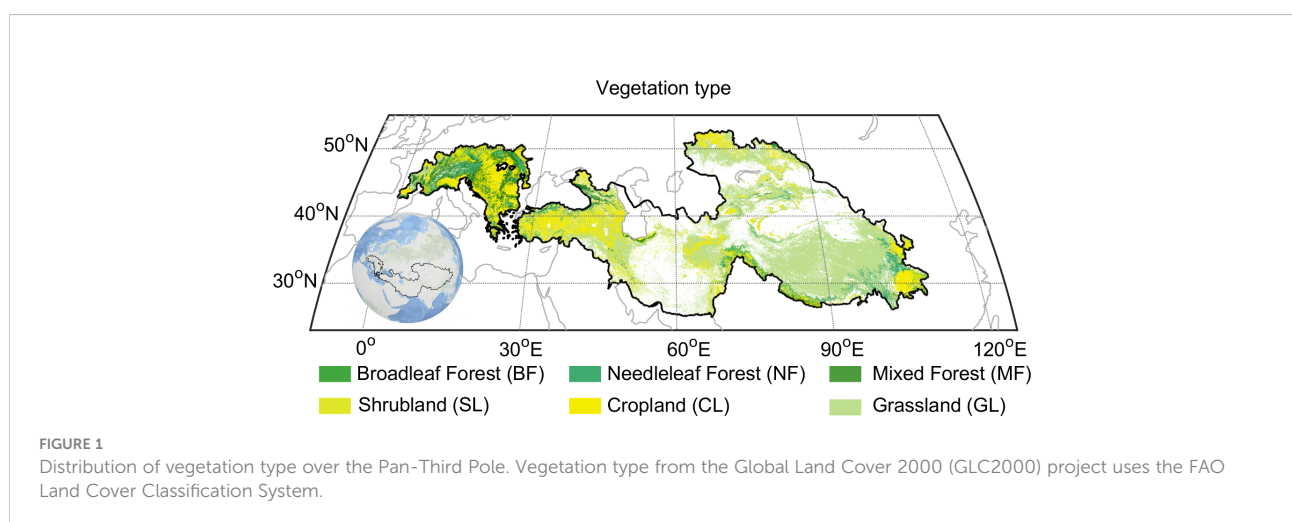 Vegetation type
50°N
40°N
30°N
0° 30°E 60°E 90°E 120°E
Broadleaf Forest (BF) Needleleaf Forest (NF) Mixed Forest (MF)
Shrubland (SL) Cropland (CL) Grassland (GL)
FIGURE 1
Distribution of vegetation type over the Pan-Third Pole. Vegetation type from the Global Land Cover 2000 (GLC2000) project uses the FAO
Land Cover Classification System.